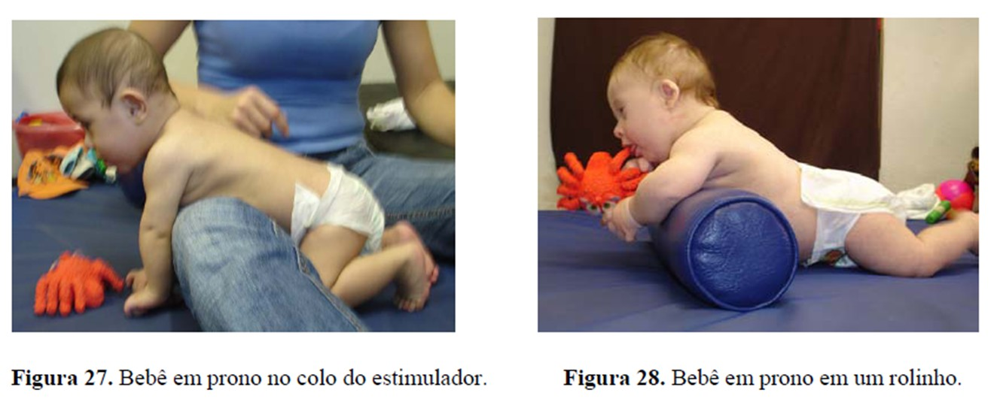 Figura 27. Bebê em prono no colo do estimulador.
Figura 28. Bebê em prono em um rolinho.